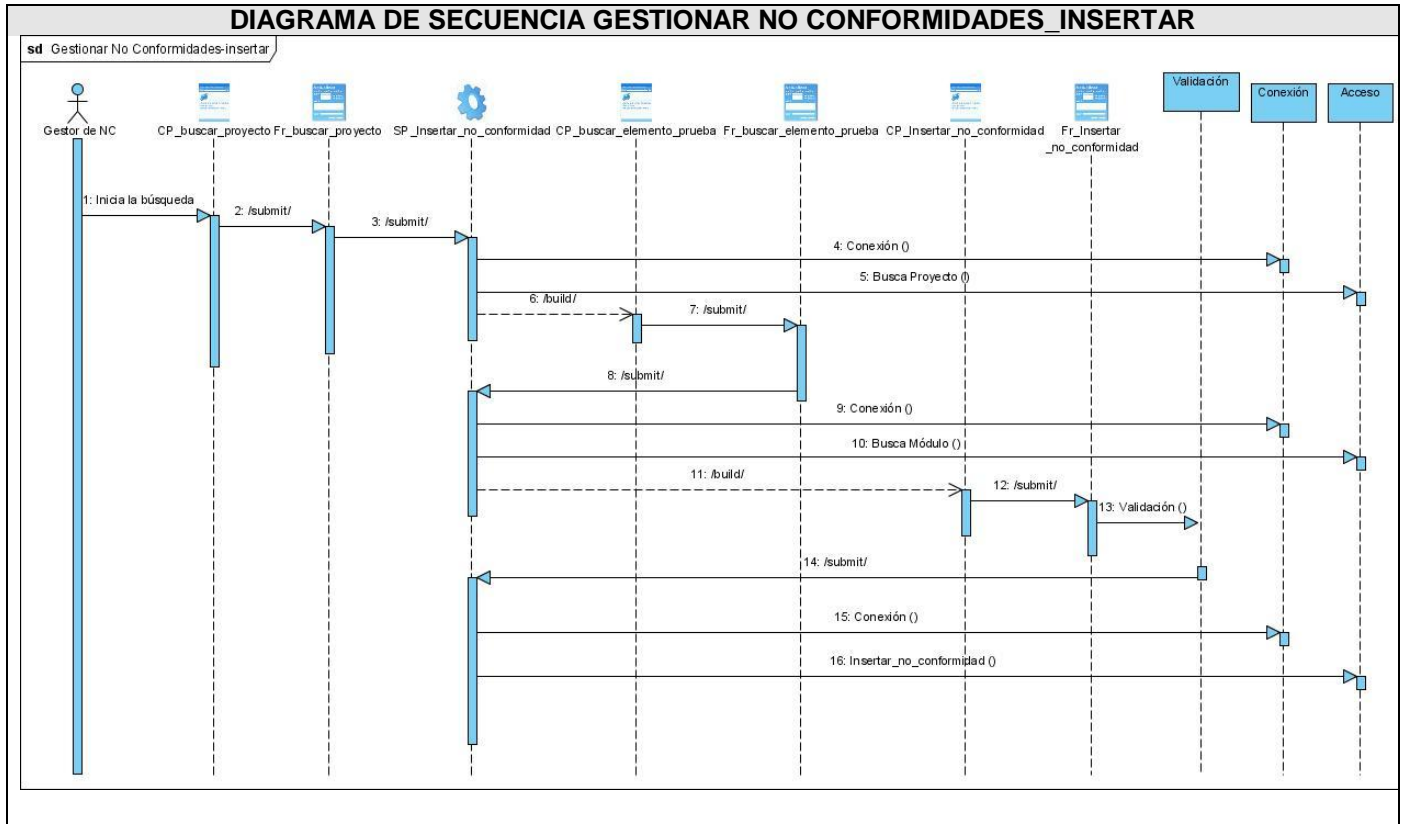 DIAGRAMA DE SECUENCIA GESTIONAR NO CONFORMIDADES_INSERTAR
sd Gestionar No Conformidades-insertar
Gestor de NC
CP_buscar_proyecto
Fr_buscar_proyecto
SP_Insertar_no_conformidad
CP_buscar_elemento_prueba
Fr_buscar_elemento_prueba
CP_Insertar_no_conformidad
Fr_Insertar
_no_conformidad
Validación
Conexión
Acceso
1: Inicia la búsqueda
2: /submit/
3: /submit/
4: Conexión ()
5: Busca Proyecto ()
6: /build/
7: /submit/
8: /submit/
9: Conexión ()
10: Busca Módulo ()
11: /build/
12: /submit/
13: Validación ()
14: /submit/
15: Conexión ()
16: Insertar_no_conformidad ()